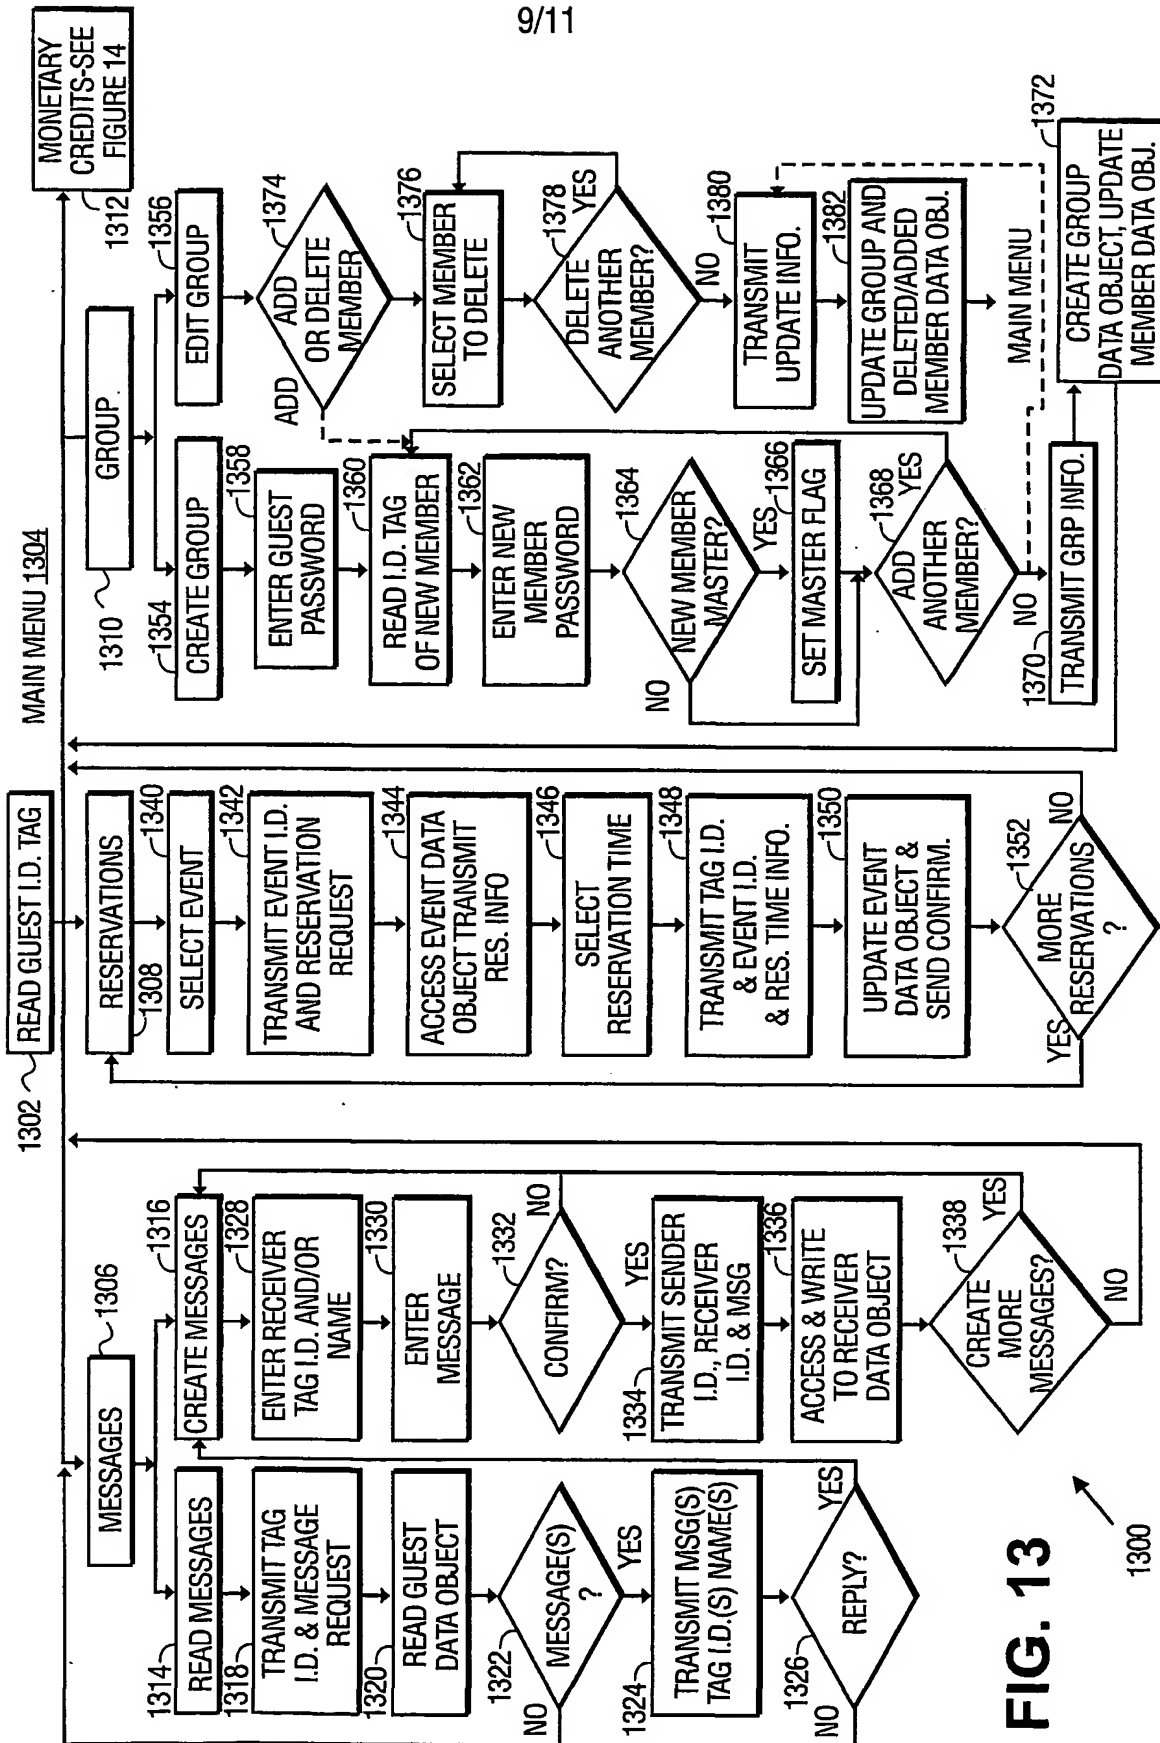 9/11
1302
READ GUEST I.D. TAG
MAIN MENU 1304
MESSAGES
1306
1314
READ MESSAGES
1318
TRANSMIT TAG
I.D. & MESSAGE
REQUEST
1320
READ GUEST
DATA OBJECT
1322
MESSAGE(S)
?
NO
YES
1324
TRANSMIT MSG(S)
TAG I.D.(S) NAME(S)
1326
REPLY?
NO
YES
CREATE MESSAGES
1316
ENTER RECEIVER
TAG I.D. AND/OR
NAME
1328
ENTER
MESSAGE
1330
CONFIRM?
1332
NO
YES
1334
TRANSMIT SENDER
I.D., RECEIVER
I.D. & MSG
ACCESS & WRITE
TO RECEIVER
DATA OBJECT
1336
CREATE
MORE
MESSAGES?
1338
YES
NO
RESERVATIONS
1308
SELECT EVENT
1340
TRANSMIT EVENT I.D.
AND RESERVATION
REQUEST
1342
ACCESS EVENT DATA
OBJECT TRANSMIT
RES. INFO
1344
SELECT
RESERVATION TIME
1346
TRANSMIT TAG I.D.
& EVENT I.D.
& RES. TIME INFO.
1348
UPDATE EVENT
DATA OBJECT &
SEND CONFIRM.
1350
MORE
RESERVATIONS
?
1352
YES
NO
1310
GROUP
1354
CREATE GROUP
ENTER GUEST
PASSWORD
1358
READ I.D. TAG
OF NEW MEMBER
1360
ENTER NEW
MEMBER
PASSWORD
1362
NEW MEMBER
MASTER?
1364
NO
YES
SET MASTER FLAG
1366
ADD
ANOTHER
MEMBER?
1368
YES
NO
1370
TRANSMIT GRP INFO.
CREATE GROUP
DATA OBJECT, UPDATE
MEMBER DATA OBJ.
1372
EDIT GROUP
1356
ADD
OR DELETE
MEMBER
1374
ADD
SELECT MEMBER
TO DELETE
1376
DELETE
ANOTHER
MEMBER?
1378
YES
NO
TRANSMIT
UPDATE INFO.
1380
UPDATE GROUP AND
DELETED/ADDED
MEMBER DATA OBJ.
1382
MAIN MENU
1312
MONETARY
CREDITS-SEE
FIGURE 14
FIG. 13
1300